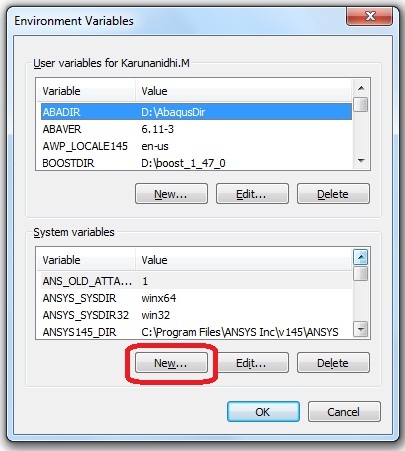 Environment Variables
User variables for Karunanidhi.M
Variable Value
ABADIR D:\AbaqusDir
ABAVER 6.11-3
AWP_LOCALE145 en-us
BOOSTDIR D:\boost_1_47_0
New... Edit... Delete
System variables
Variable Value
ANS_OLD_ATTA... 1
ANSYS_SYSDIR winx64
ANSYS_SYSDIR32 win32
ANSYS145_DIR C:\Program Files\ANSYS Inc\v145\ANSYS
New... Edit... Delete
OK Cancel